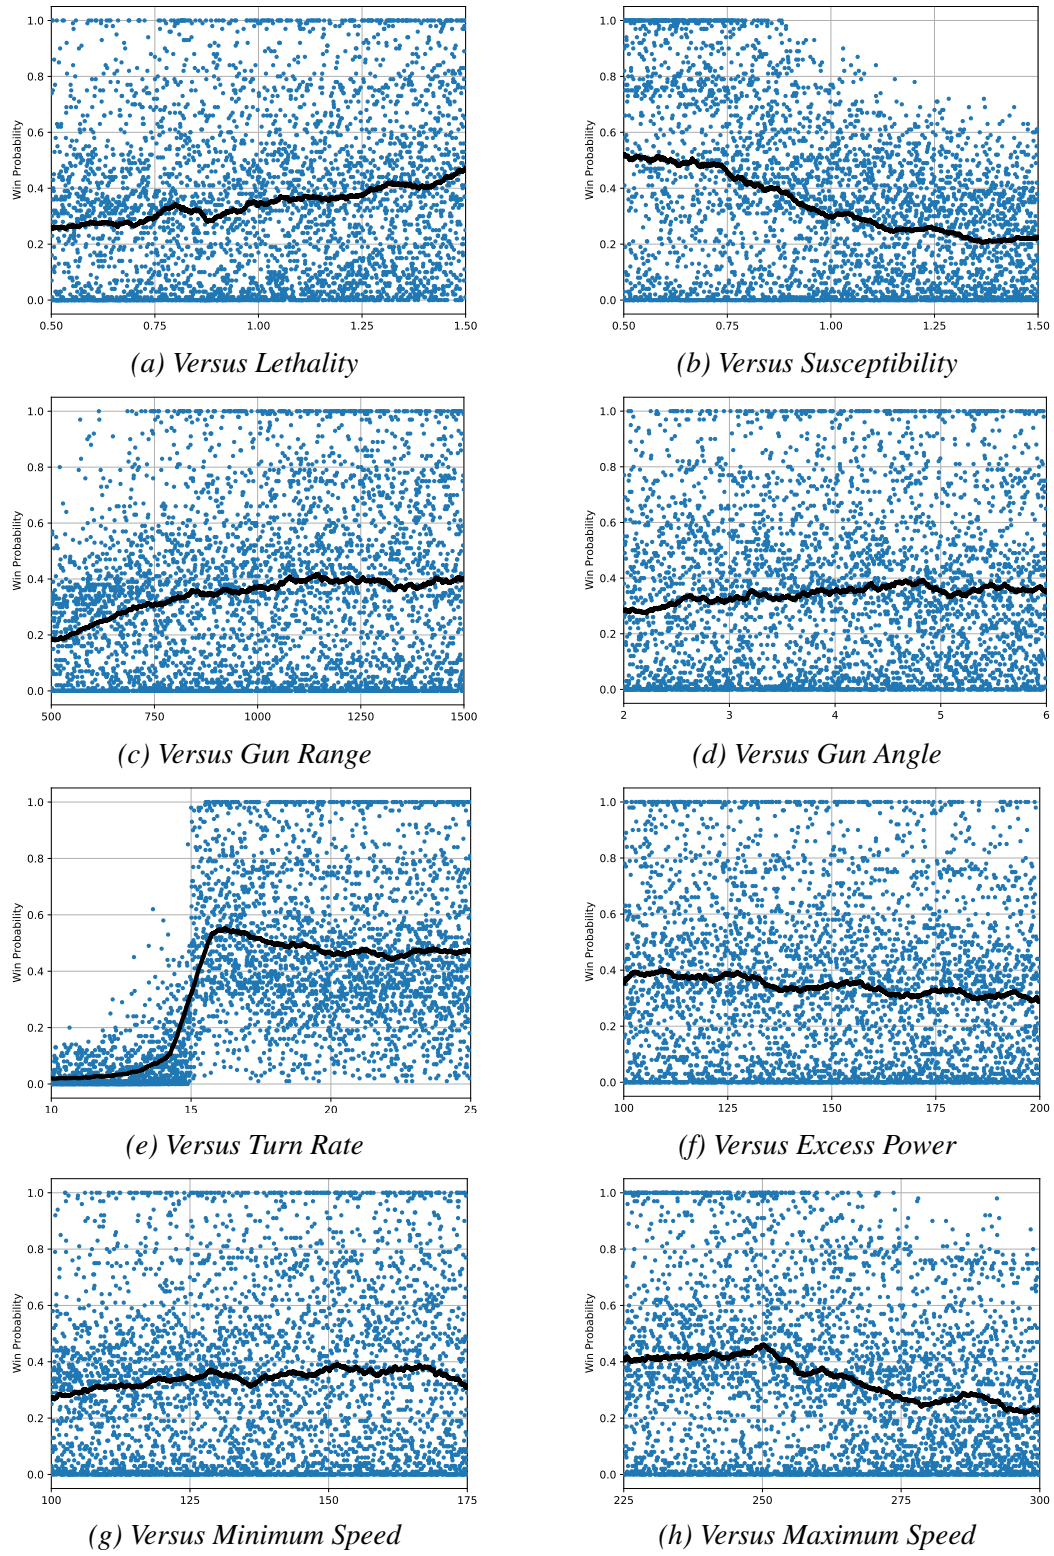 1.0
0.8
0.6
0.4
0.2
0.0
Win Probability
0.50 0.75 1.00 1.25 1.50
(a) Versus Lethality
1.0
0.8
0.6
0.4
0.2
0.0
Win Probability
0.50 0.75 1.00 1.25 1.50
(b) Versus Susceptibility
1.0
0.8
0.6
0.4
0.2
0.0
Win Probability
500 750 1000 1250 1500
(c) Versus Gun Range
1.0
0.8
0.6
0.4
0.2
0.0
Win Probability
2 3 4 5 6
(d) Versus Gun Angle
1.0
0.8
0.6
0.4
0.2
0.0
Win Probability
10 15 20 25
(e) Versus Turn Rate
1.0
0.8
0.6
0.4
0.2
0.0
Win Probability
100 125 150 175 200
(f) Versus Excess Power
1.0
0.8
0.6
0.4
0.2
0.0
Win Probability
100 125 150 175
(g) Versus Minimum Speed
1.0
0.8
0.6
0.4
0.2
0.0
Win Probability
225 250 275 300
(h) Versus Maximum Speed